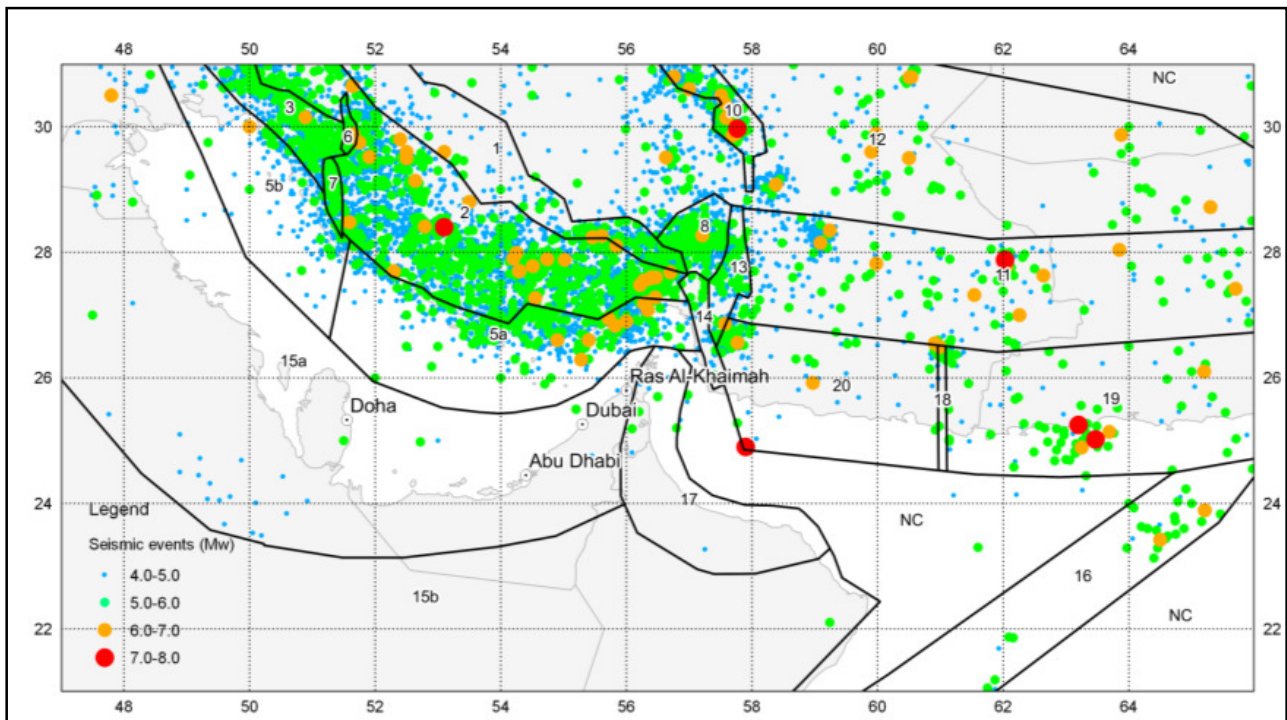 48 50 52 54 56 58 60 62 64
NC
10
3
30 30
6
12
1
7
5b
2
28 8 28
13
11
14
5a
15a 26 26
Ras Al-Khaimah
20
18
19
Doha
Dubai
Abu Dhabi
24 24
17
Legend
NC
Seismic events (Mw)
4.0-5.0
16
15b
5.0-6.0
NC
22 22
6.0-7.0
7.0-8.0
48 50 52 54 56 58 60 62 64